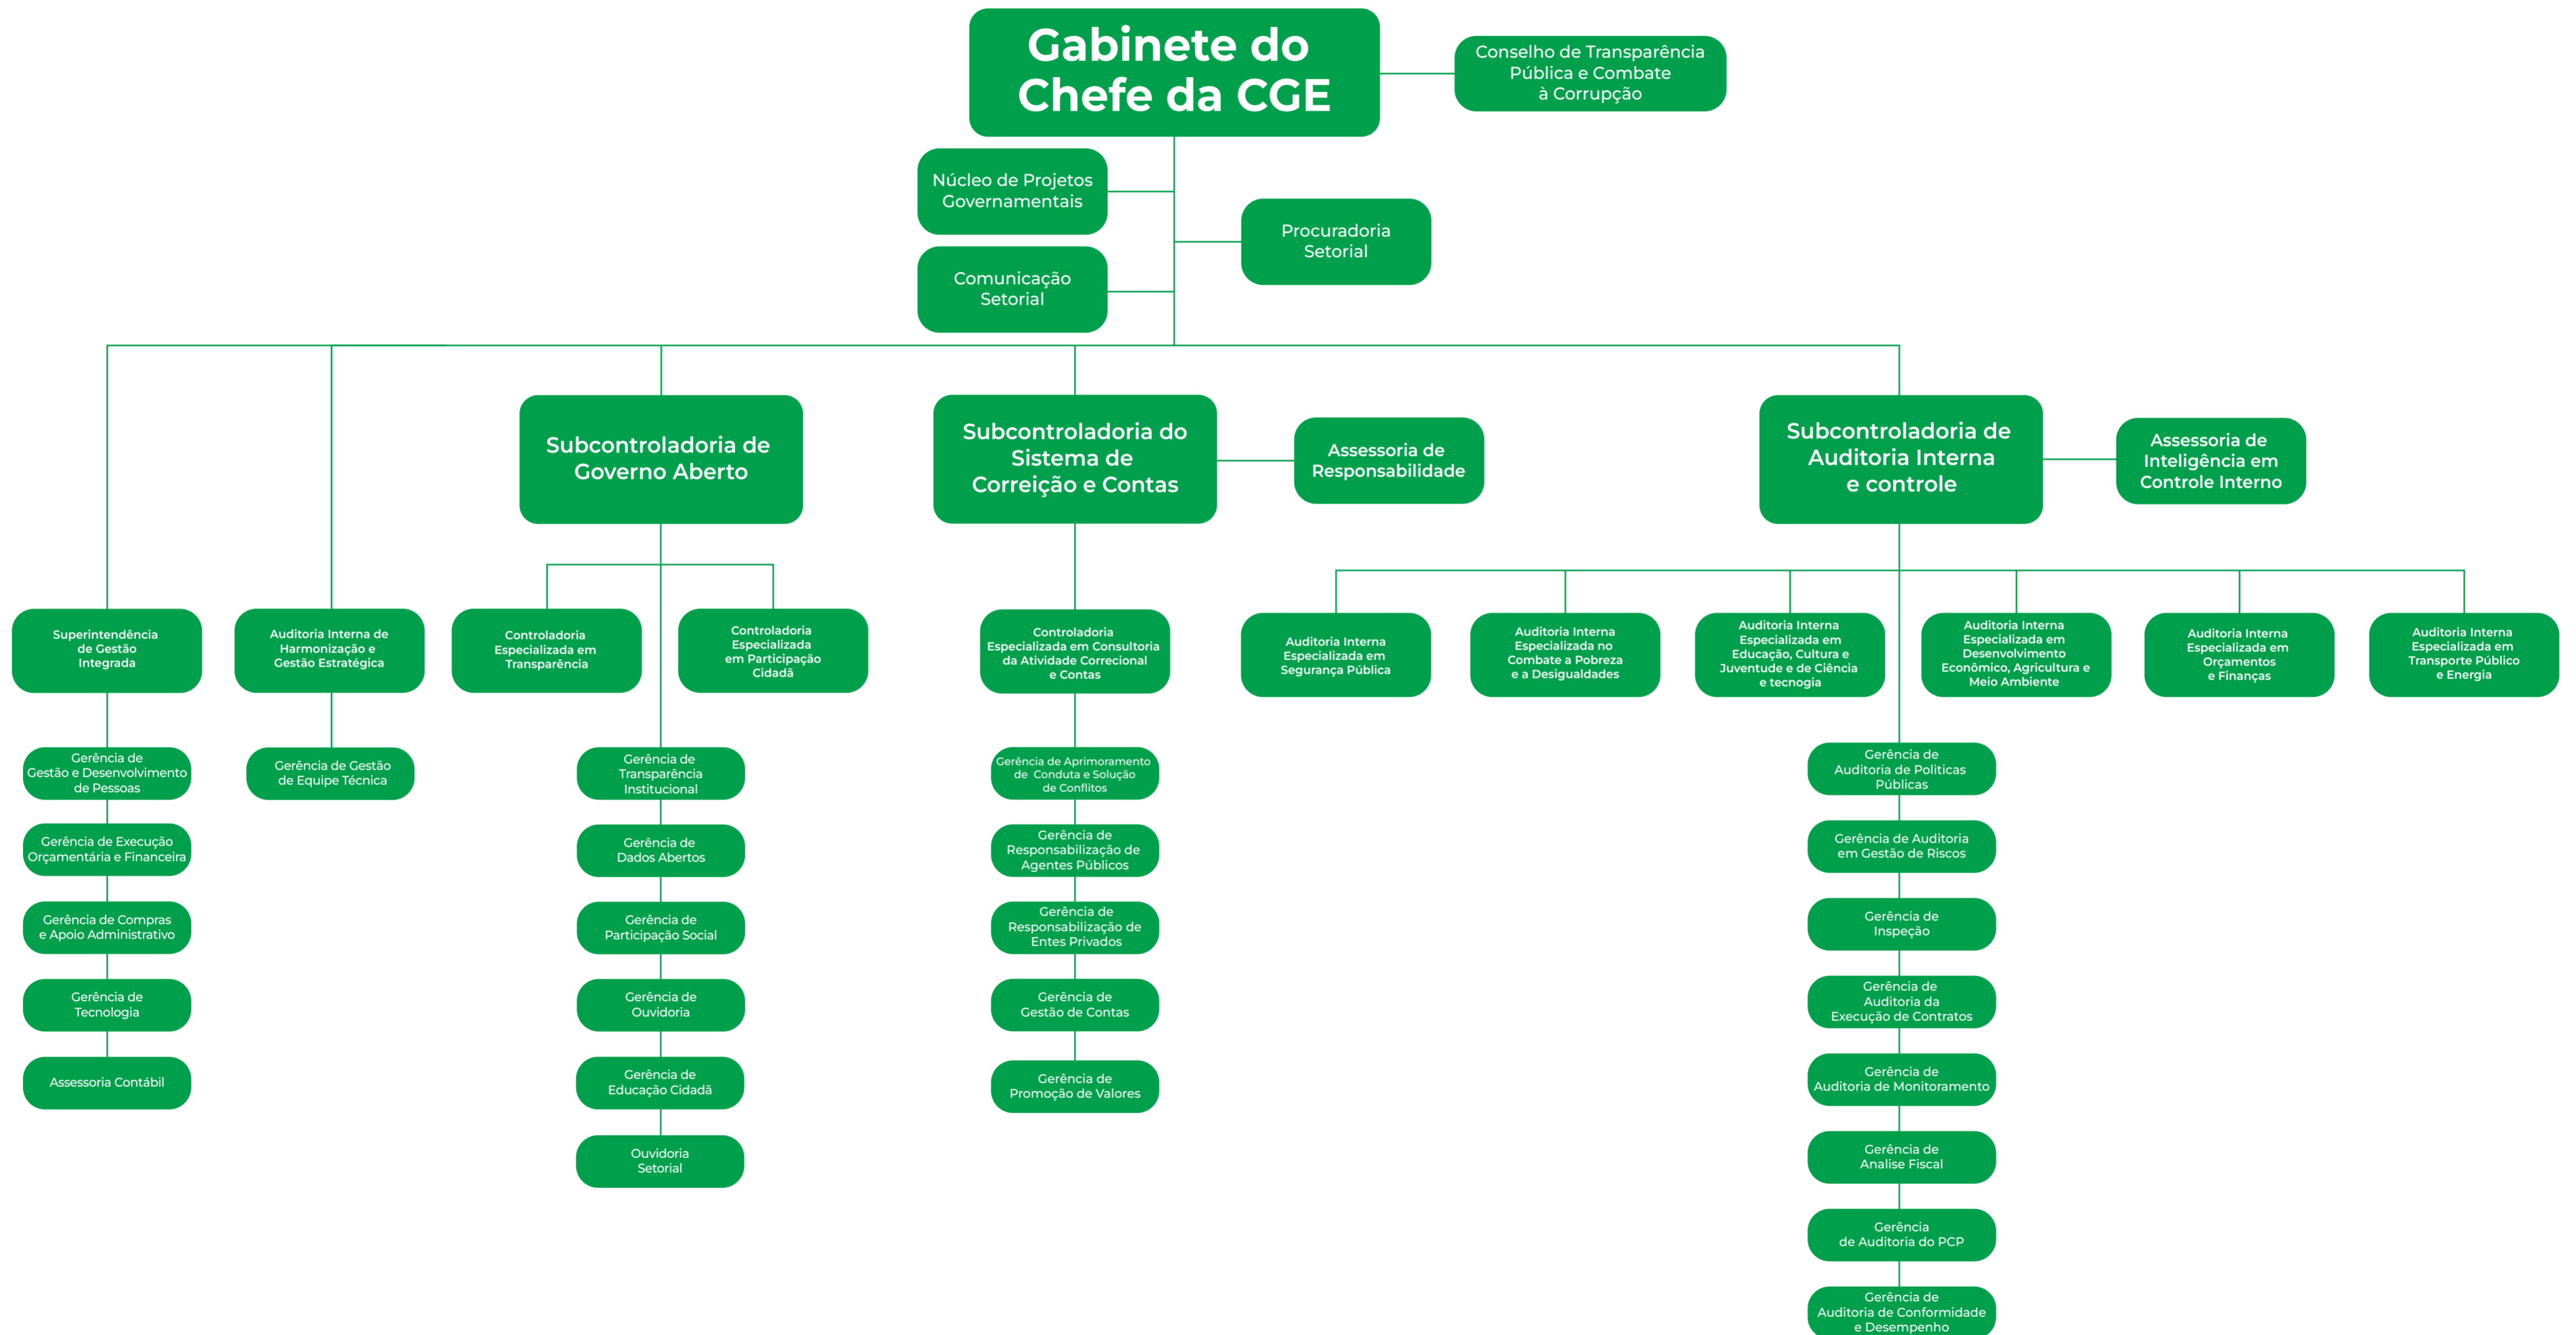 Gabinete do
Chefe da CGE
Conselho de Transparência
Pública e Combate
à Corrupção
Núcleo de Projetos
Governamentais
Procuradoria
Setorial
Comunicação
Setorial
Subcontroladoria de
Governo Aberto
Subcontroladoria do
Sistema de
Correição e Contas
Assessoria de
Responsabilidade
Subcontroladoria de
Auditoria Interna
e controle
Assessoria de
Inteligência em
Controle Interno
Superintendência
de Gestão
Integrada
Auditoria Interna de
Harmonização e
Gestão Estratégica
Controladoria
Especializada em
Transparência
Controladoria
Especializada
em Participação
Cidadã
Controladoria
Especializada em Consultoria
da Atividade Correcional
e Contas
Auditoria Interna
Especializada em
Segurança Pública
Auditoria Interna
Especializada no
Combate a Pobreza
e a Desigualdades
Auditoria Interna
Especializada em
Educação, Cultura e
Juventude e de Ciência
e tecnogia
Auditoria Interna
Especializada em
Desenvolvimento
Econômico, Agricultura e
Meio Ambiente
Auditoria Interna
Especializada em
Orçamentos
e Finanças
Auditoria Interna
Especializada em
Transporte Público
e Energia
Gerência de
Gestão e Desenvolvimento
de Pessoas
Gerência de Execução
Orçamentária e Financeira
Gerência de Compras
e Apoio Administrativo
Gerência de
Tecnologia
Assessoria Contábil
Gerência de Gestão
de Equipe Técnica
Gerência de
Transparência
Institucional
Gerência de
Dados Abertos
Gerência de
Participação Social
Gerência de
Ouvidoria
Gerência de
Educação Cidadã
Ouvidoria
Setorial
Gerência de Aprimoramento
de Conduta e Solução
de Conflitos
Gerência de
Responsabilização de
Agentes Públicos
Gerência de
Responsabilização de
Entes Privados
Gerência de
Gestão de Contas
Gerência de
Promoção de Valores
Gerência de
Auditoria de Politicas
Públicas
Gerência de Auditoria
em Gestão de Riscos
Gerência de
Inspeção
Gerência de
Auditoria da
Execução de Contratos
Gerência de
Auditoria de Monitoramento
Gerência de
Analise Fiscal
Gerência
de Auditoria do PCP
Gerência de
Auditoria de Conformidade
e Desempenho